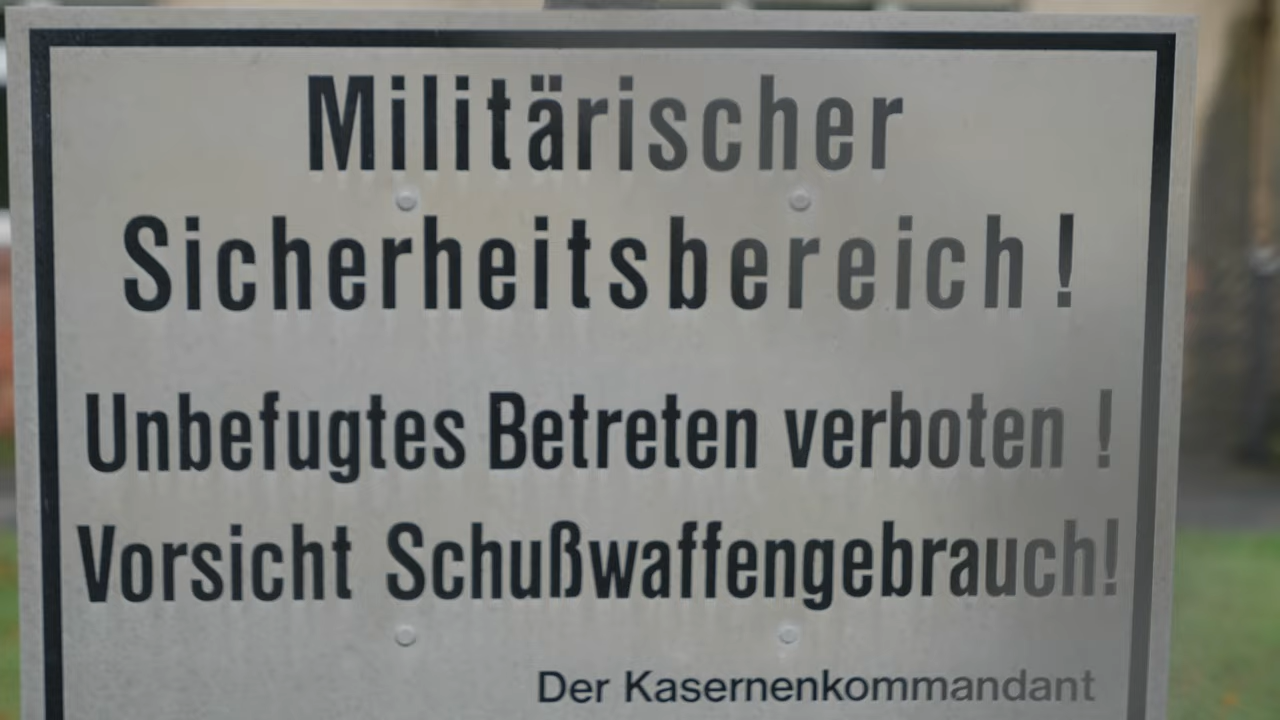 Militärischer
Sicherheitsbereich !
Unbefugtes Betreten verboten !
Vorsicht Schußwaffengebrauch!
Der Kasernenkommandant